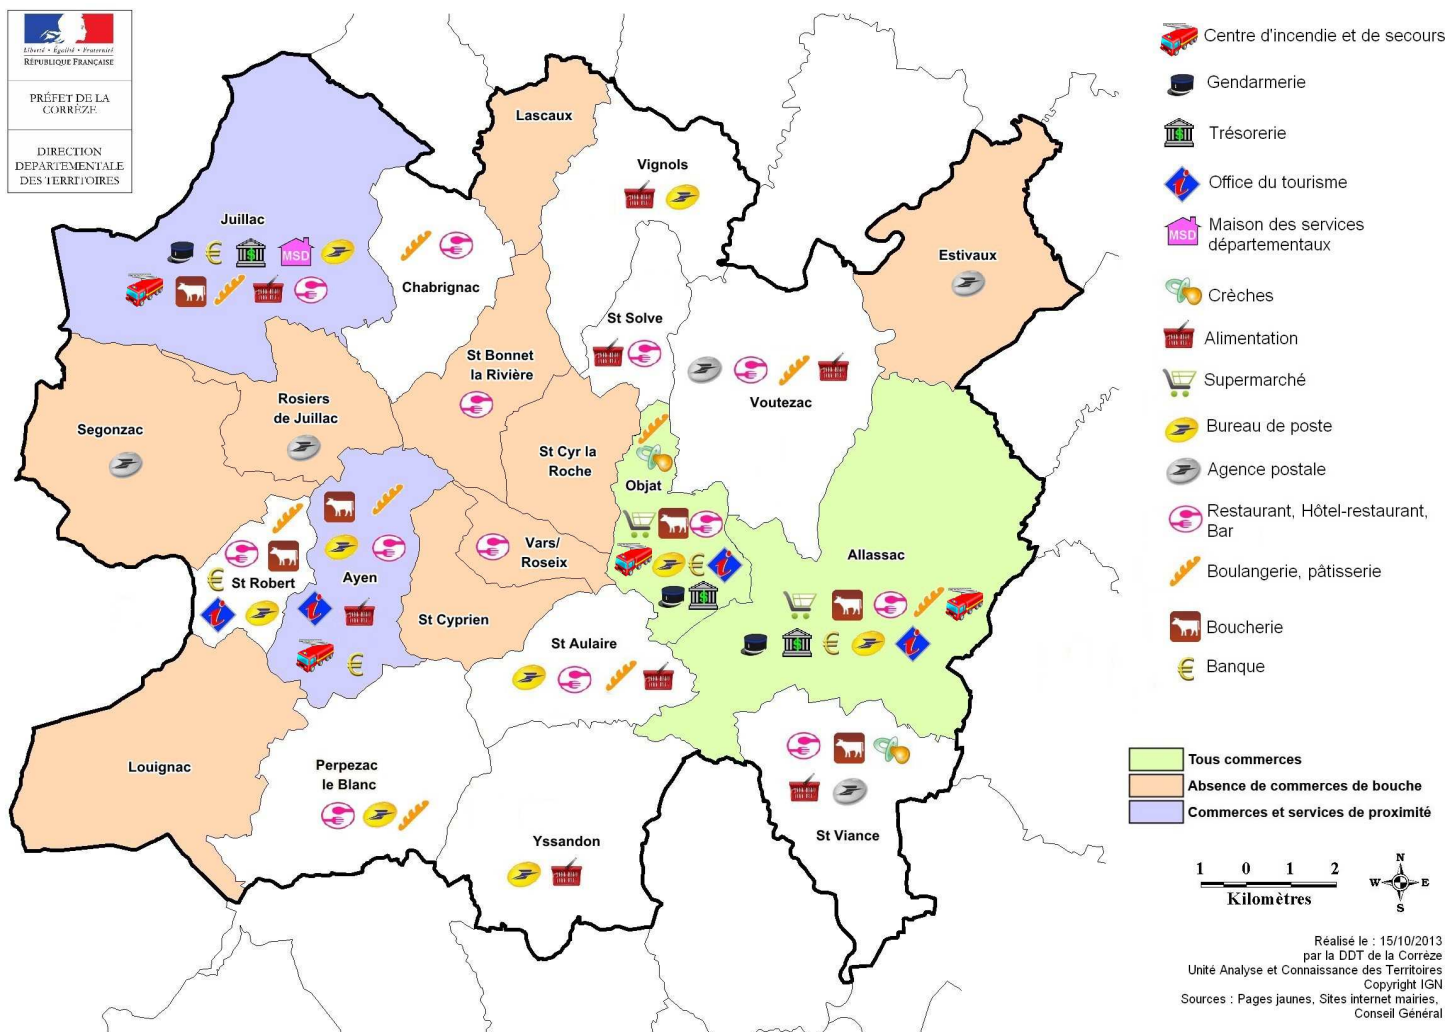 Liberté • Égalité • Fraternité
RÉPUBLIQUE FRANÇAISE
PRÉFET DE LA
CORRÈZE
DIRECTION
DEPARTEMENTALE
DES TERRITOIRES
Lascaux
Vignols
Juillac
MSD
Chabrignac
Estivaux
St Solve
St Bonnet
la Rivière
Voutezac
Rosiers
de Juillac
Segonzac
St Cyr la
Roche
Objat
Vars/
Roseix
Allassac
St Robert
Ayen
St Cyprien
St Aulaire
Louignac
Perpezac
le Blanc
Yssandon
St Viance
Centre d'incendie et de secours
Gendarmerie
Trésorerie
Office du tourisme
MSD
Maison des services
départementaux
Crèches
Alimentation
Supermarché
Bureau de poste
Agence postale
Restaurant, Hôtel-restaurant,
Bar
Boulangerie, pâtisserie
Boucherie
Banque
Tous commerces
Absence de commerces de bouche
Commerces et services de proximité
1 0 1 2
Kilomètres
N
W E
S
Réalisé le : 15/10/2013
par la DDT de la Corrèze
Unité Analyse et Connaissance des Territoires
Copyright IGN
Sources : Pages jaunes, Sites internet mairies,
Conseil Général